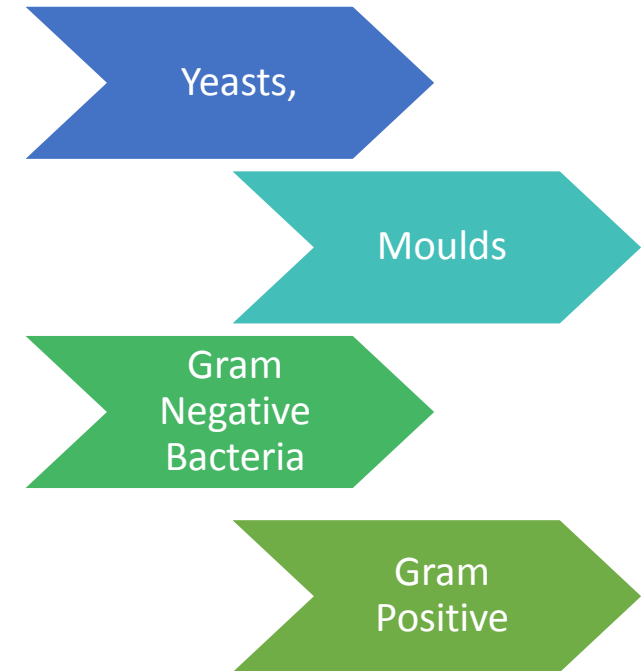 Yeasts,
Moulds
Gram
Negative
Bacteria
Gram
Positive